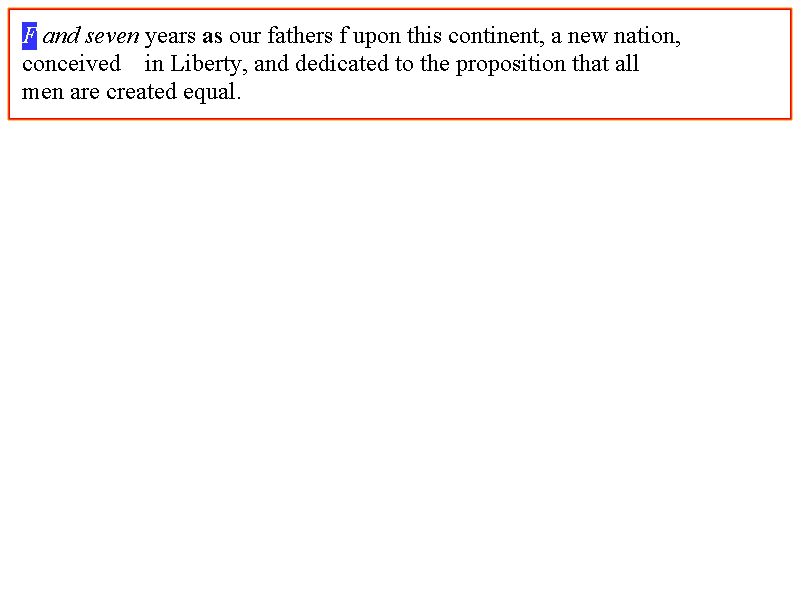 F and seven years as our fathers f upon this continent, a new nation,
conceived    in Liberty, and dedicated to the proposition that all
men are created equal.